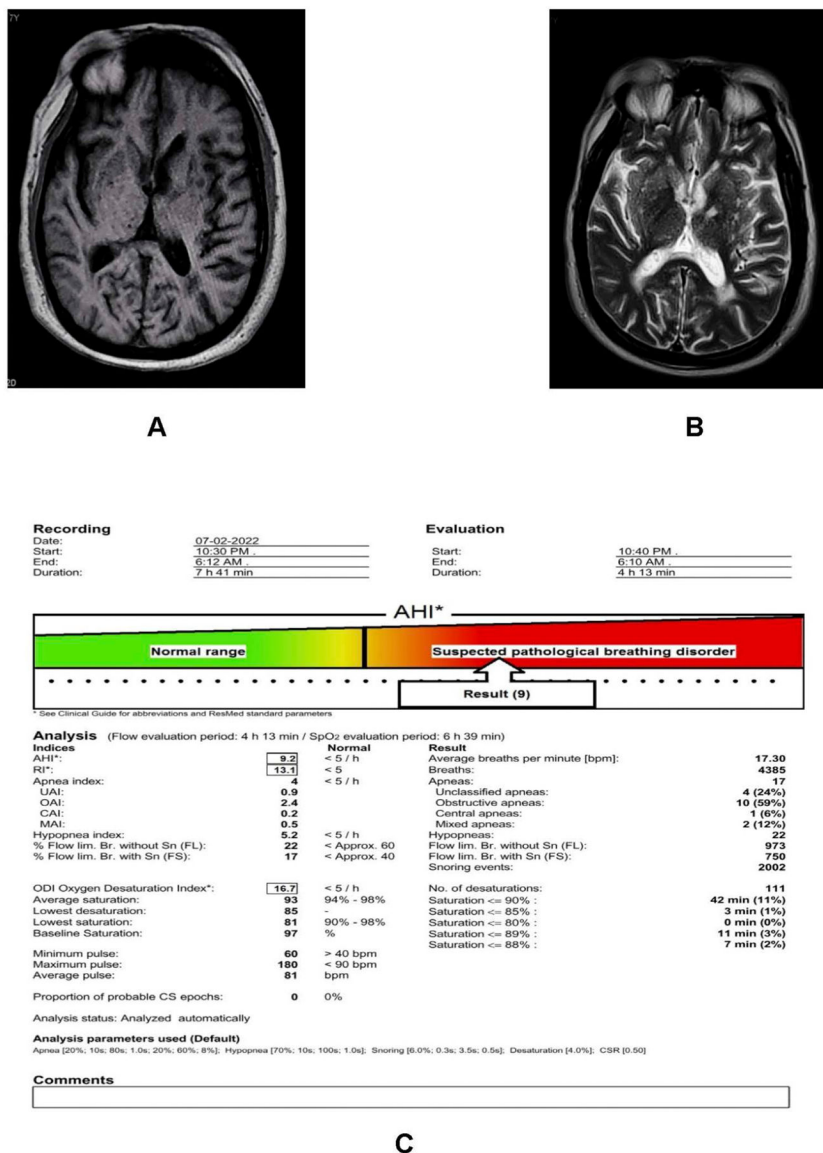 7Y
2D
A
B
Recording
Date: 07-02-2022
Start: 10:30 PM .
End: 6:12 AM .
Duration: 7 h 41 min
Evaluation
Start: 10:40 PM .
End: 6:10 AM .
Duration: 4 h 13 min
AHI*
Normal range
Suspected pathological breathing disorder
Result (9)
* See Clinical Guide for abbreviations and ResMed standard parameters
Analysis (Flow evaluation period: 4 h 13 min / SpO2 evaluation period: 6 h 39 min)
Indices Normal Result
AHI*: 9.2 < 5 / h Average breaths per minute [bpm]: 17.30
RI*: 13.1 < 5 Breaths: 4385
Apnea index: 4 < 5 / h Apneas: 17
UAI: 0.9 Unclassified apneas: 4 (24%)
OAI: 2.4 Obstructive apneas: 10 (59%)
CAI: 0.2 Central apneas: 1 (6%)
MAI: 0.5 Mixed apneas: 2 (12%)
Hypopnea index: 5.2 < 5 / h Hypopneas: 22
% Flow lim. Br. without Sn (FL): 22 < Approx. 60 Flow lim. Br. without Sn (FL): 973
% Flow lim. Br. with Sn (FS): 17 < Approx. 40 Flow lim. Br. with Sn (FS): 750
Snoring events: 2002
ODI Oxygen Desaturation Index*: 16.7 < 5 / h No. of desaturations: 111
Average saturation: 93 94% - 98% Saturation <= 90% : 42 min (11%)
Lowest desaturation: 85 - Saturation <= 85% : 3 min (1%)
Lowest saturation: 81 90% - 98% Saturation <= 80% : 0 min (0%)
Baseline Saturation: 97 % Saturation <= 89% : 11 min (3%)
Saturation <= 88% : 7 min (2%)
Minimum pulse: 60 > 40 bpm
Maximum pulse: 180 < 90 bpm
Average pulse: 81 bpm
Proportion of probable CS epochs: 0 0%
Analysis status: Analyzed automatically
Analysis parameters used (Default)
Apnea [20%; 10s; 80s; 1.0s; 20%; 60%; 8%]; Hypopnea [70%; 10s; 100s; 1.0s]; Snoring [6.0%; 0.3s; 3.5s; 0.5s]; Desaturation [4.0%]; CSR [0.50]
Comments
C